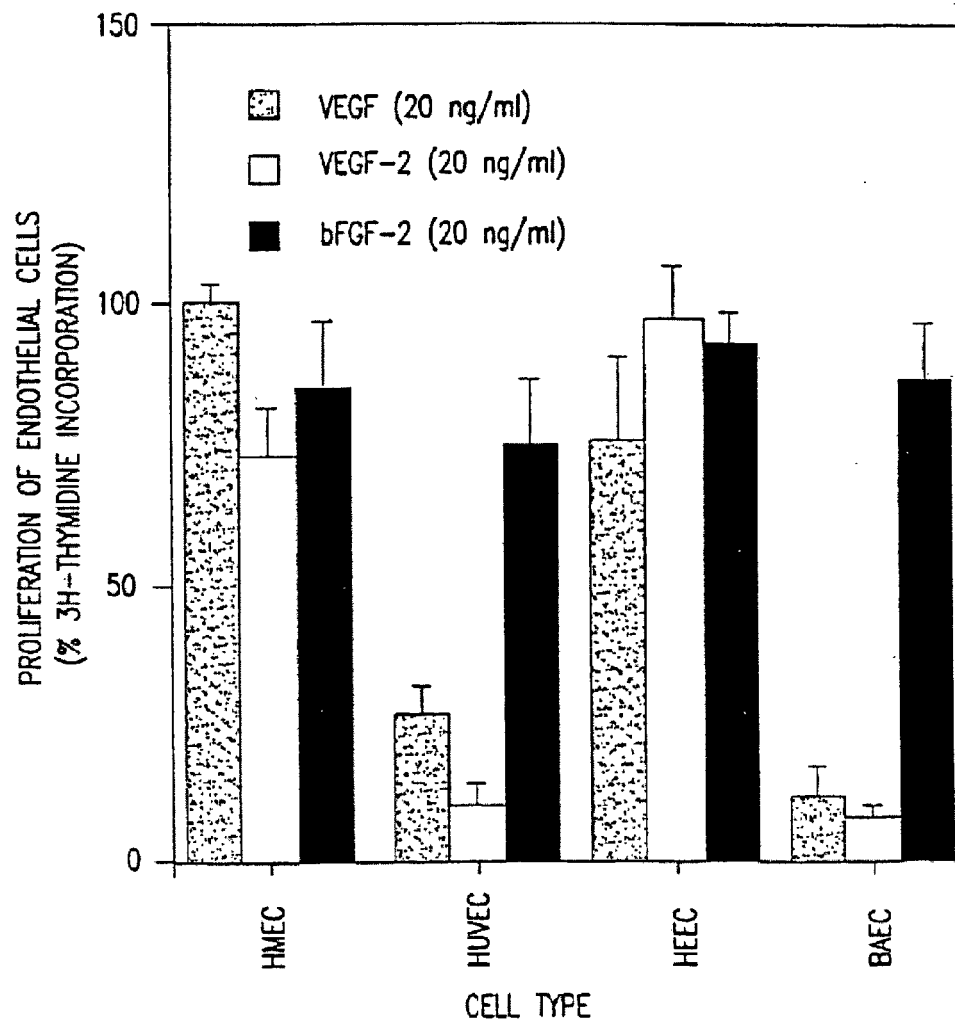 150
VEGF (20 ng/ml)
VEGF-2 (20 ng/ml)
bFGF-2 (20 ng/ml)
100
50
0
PROLIFERATION OF ENDOTHELIAL CELLS
(% 3H-THYMIDINE INCORPORATION)
HMEC
HUVEC
HEEC
BAEC
CELL TYPE